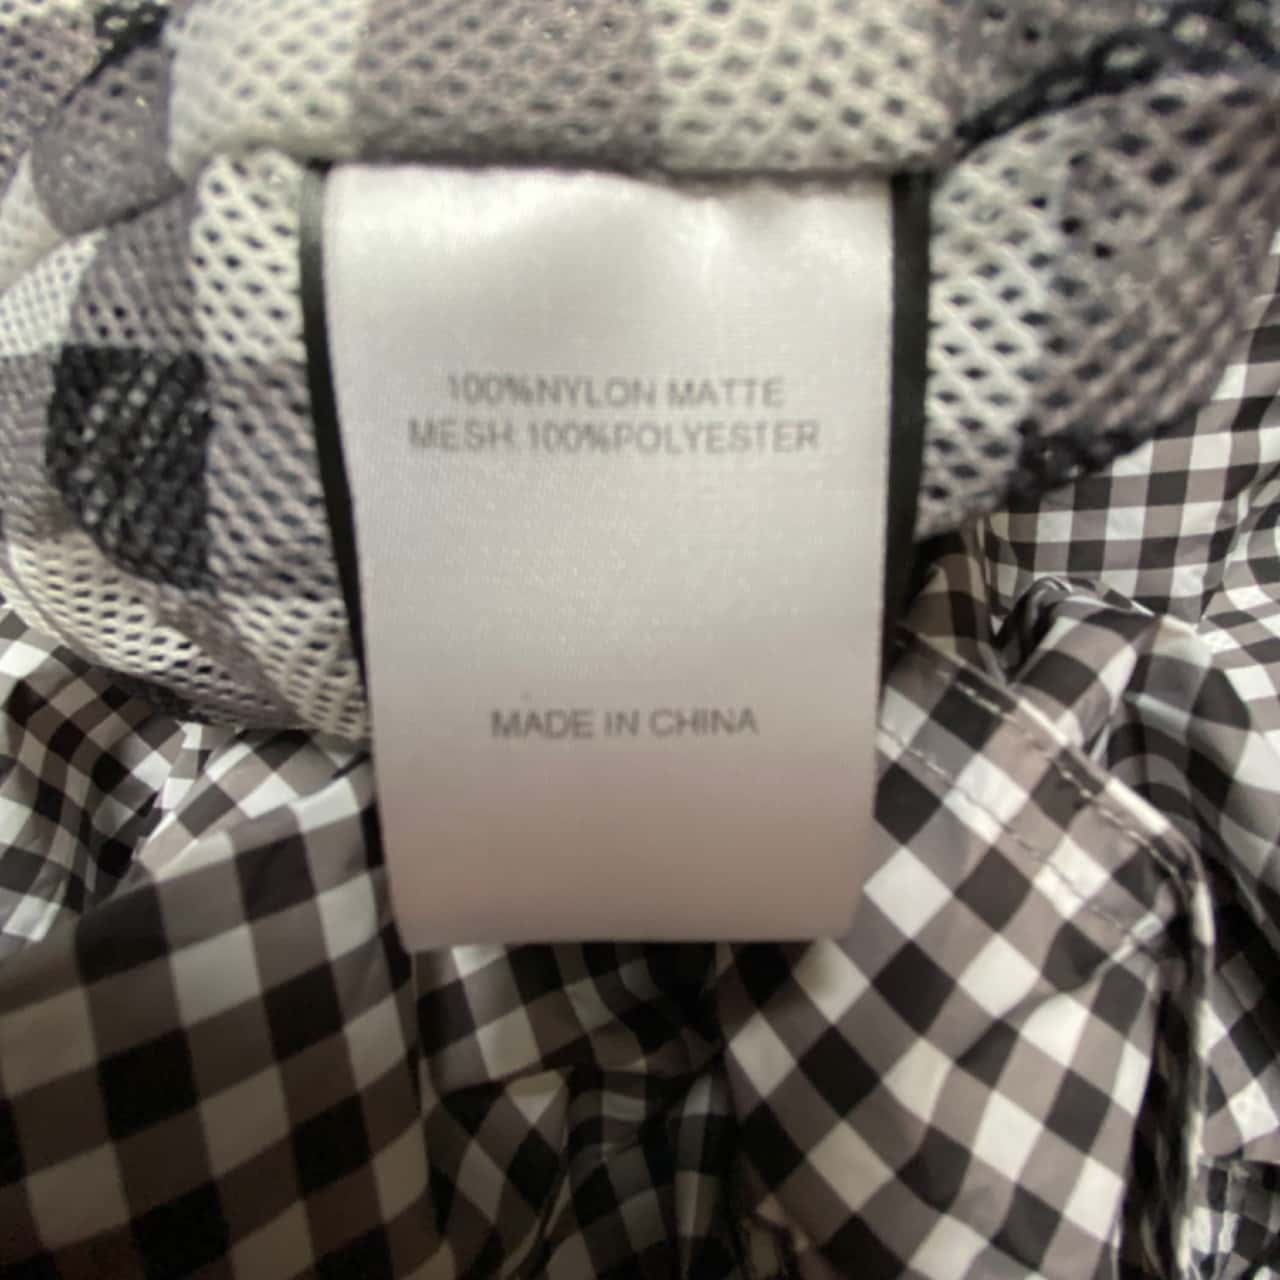 100%NYLON MATTE
MESH:100%POLYESTER
MADE IN CHINA